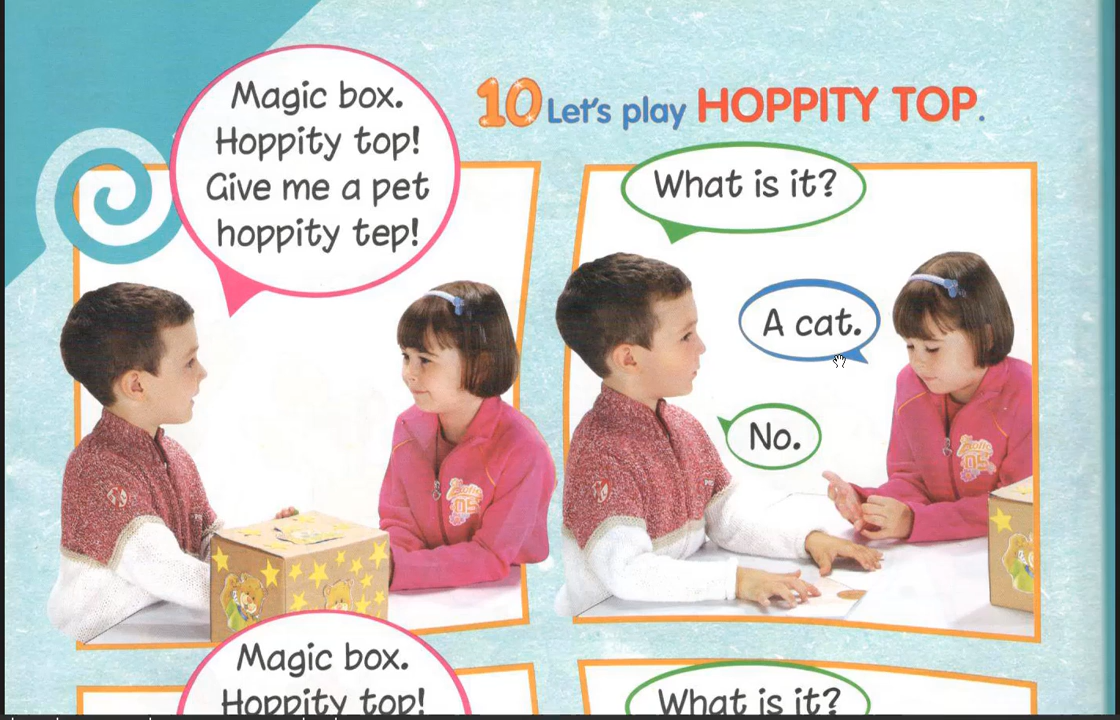 10 Let's play HOPPITY TOP.
Magic box.
Hoppity top!
Give me a pet
hoppity tep!
What is it?
A cat.
No.
Magic box.
Hoppity top!
What is it?